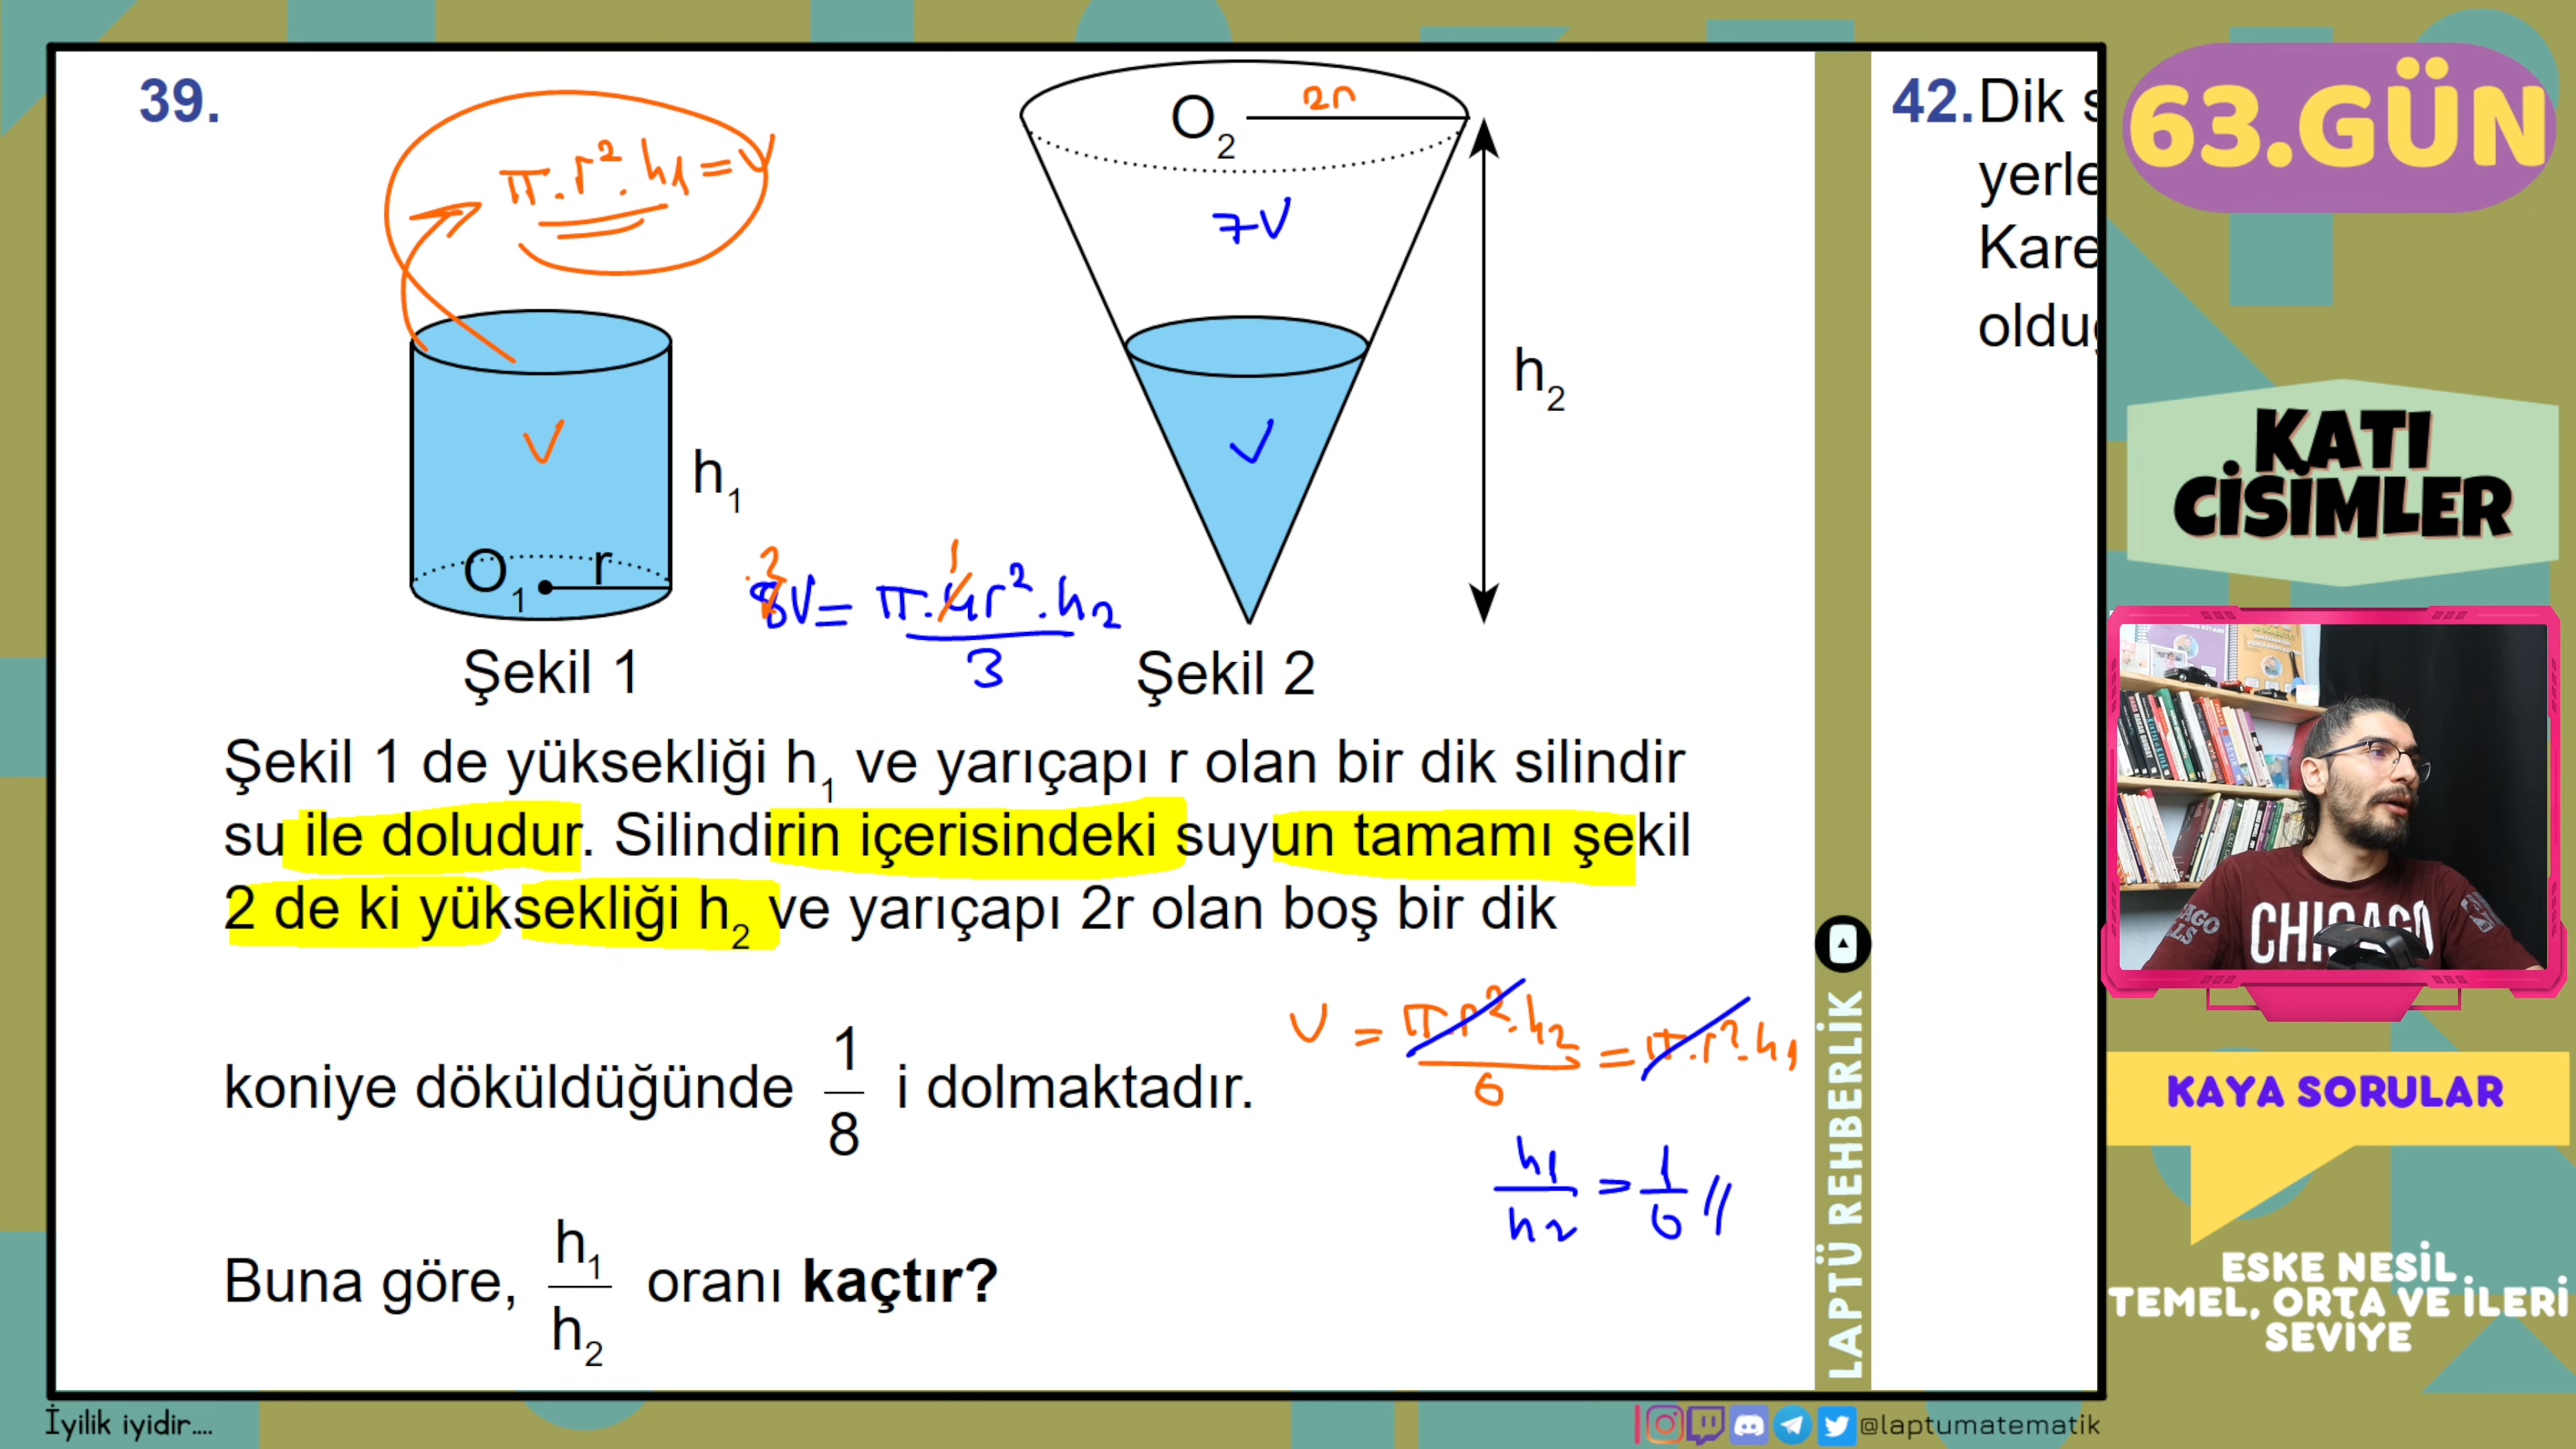 39.
π.r².h₁=V
V
h₁
O₁ r
Şekil 1
O₂ 2r
7V
V
h₂
Şekil 2
8V= π.4r².h₂
3
2
1
Şekil 1 de yüksekliği h₁ ve yarıçapı r olan bir dik silindir
su ile doludur. Silindirin içerisindeki suyun tamamı şekil
2 de ki yüksekliği h₂ ve yarıçapı 2r olan boş bir dik
koniye döküldüğünde 1/8 i dolmaktadır.
Buna göre, h₁/h₂ oranı kaçtır?
V = π.r².h₂/6 = π.r².h₁
h₁/h₂ = 1/6 //
LAPTÜ REHBERLİK
42. Dik
yerle
Kare
63.GÜN
KATI
CİSİMLER
CHICAGO
KAYA SORULAR
ESKE NESİL
TEMEL, ORTA VE İLERİ
SEVİYE
İyilik iyidir....
@laptumatematik